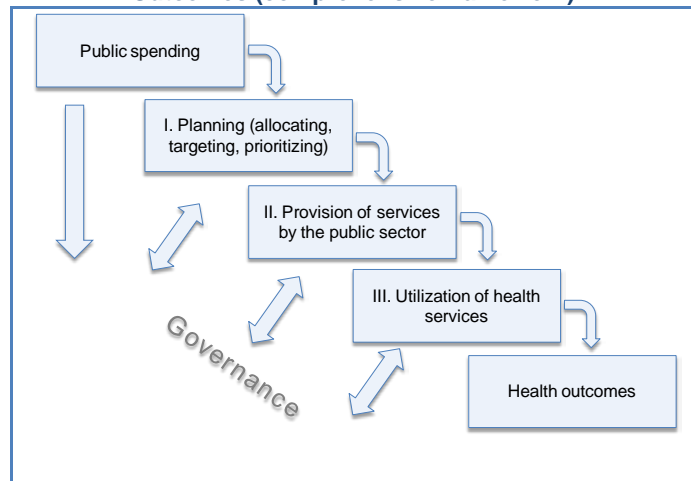 Public spending
I. Planning (allocating,
targeting, prioritizing)
II. Provision of services
by the public sector
III. Utilization of health
services
Governance
Health outcomes